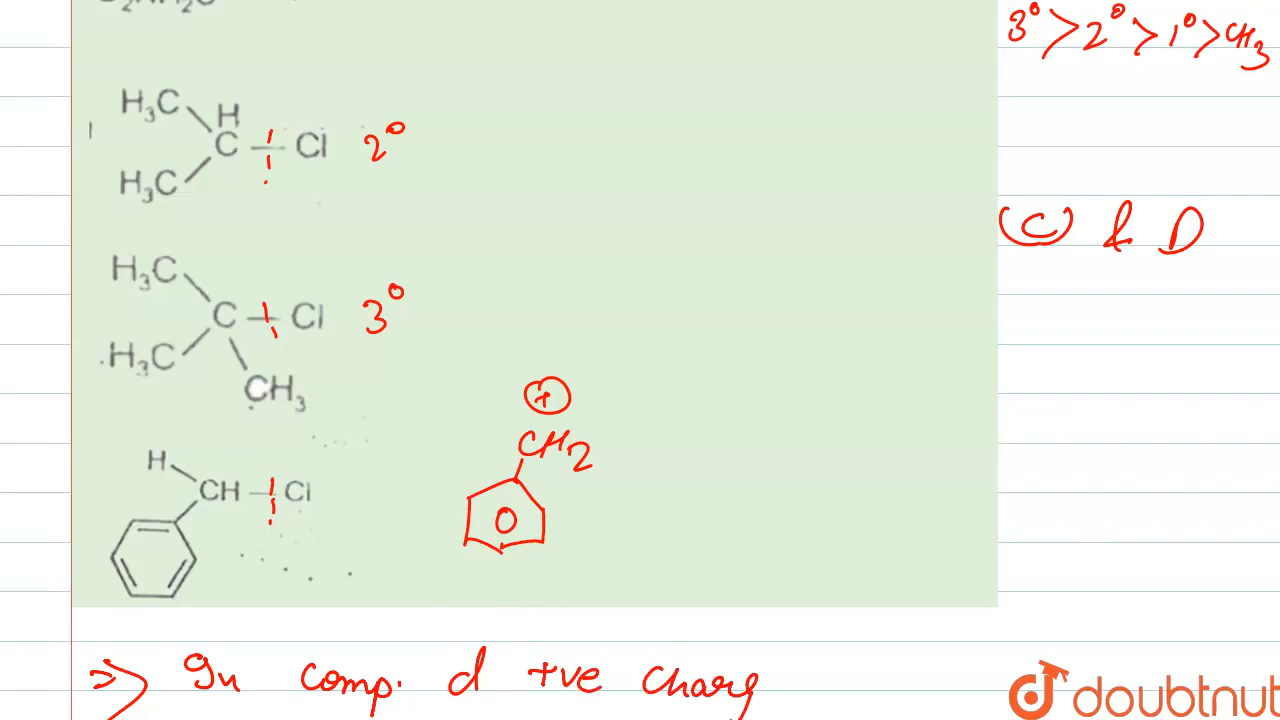 3° > 2° > 1° > CH3
H3C
H
C - Cl 2°
H3C
(C) & D
H3C
C - Cl 3°
H3C
CH3
+
CH2
H
CH - Cl
⇒ In comp. d +ve charg
doubtnut